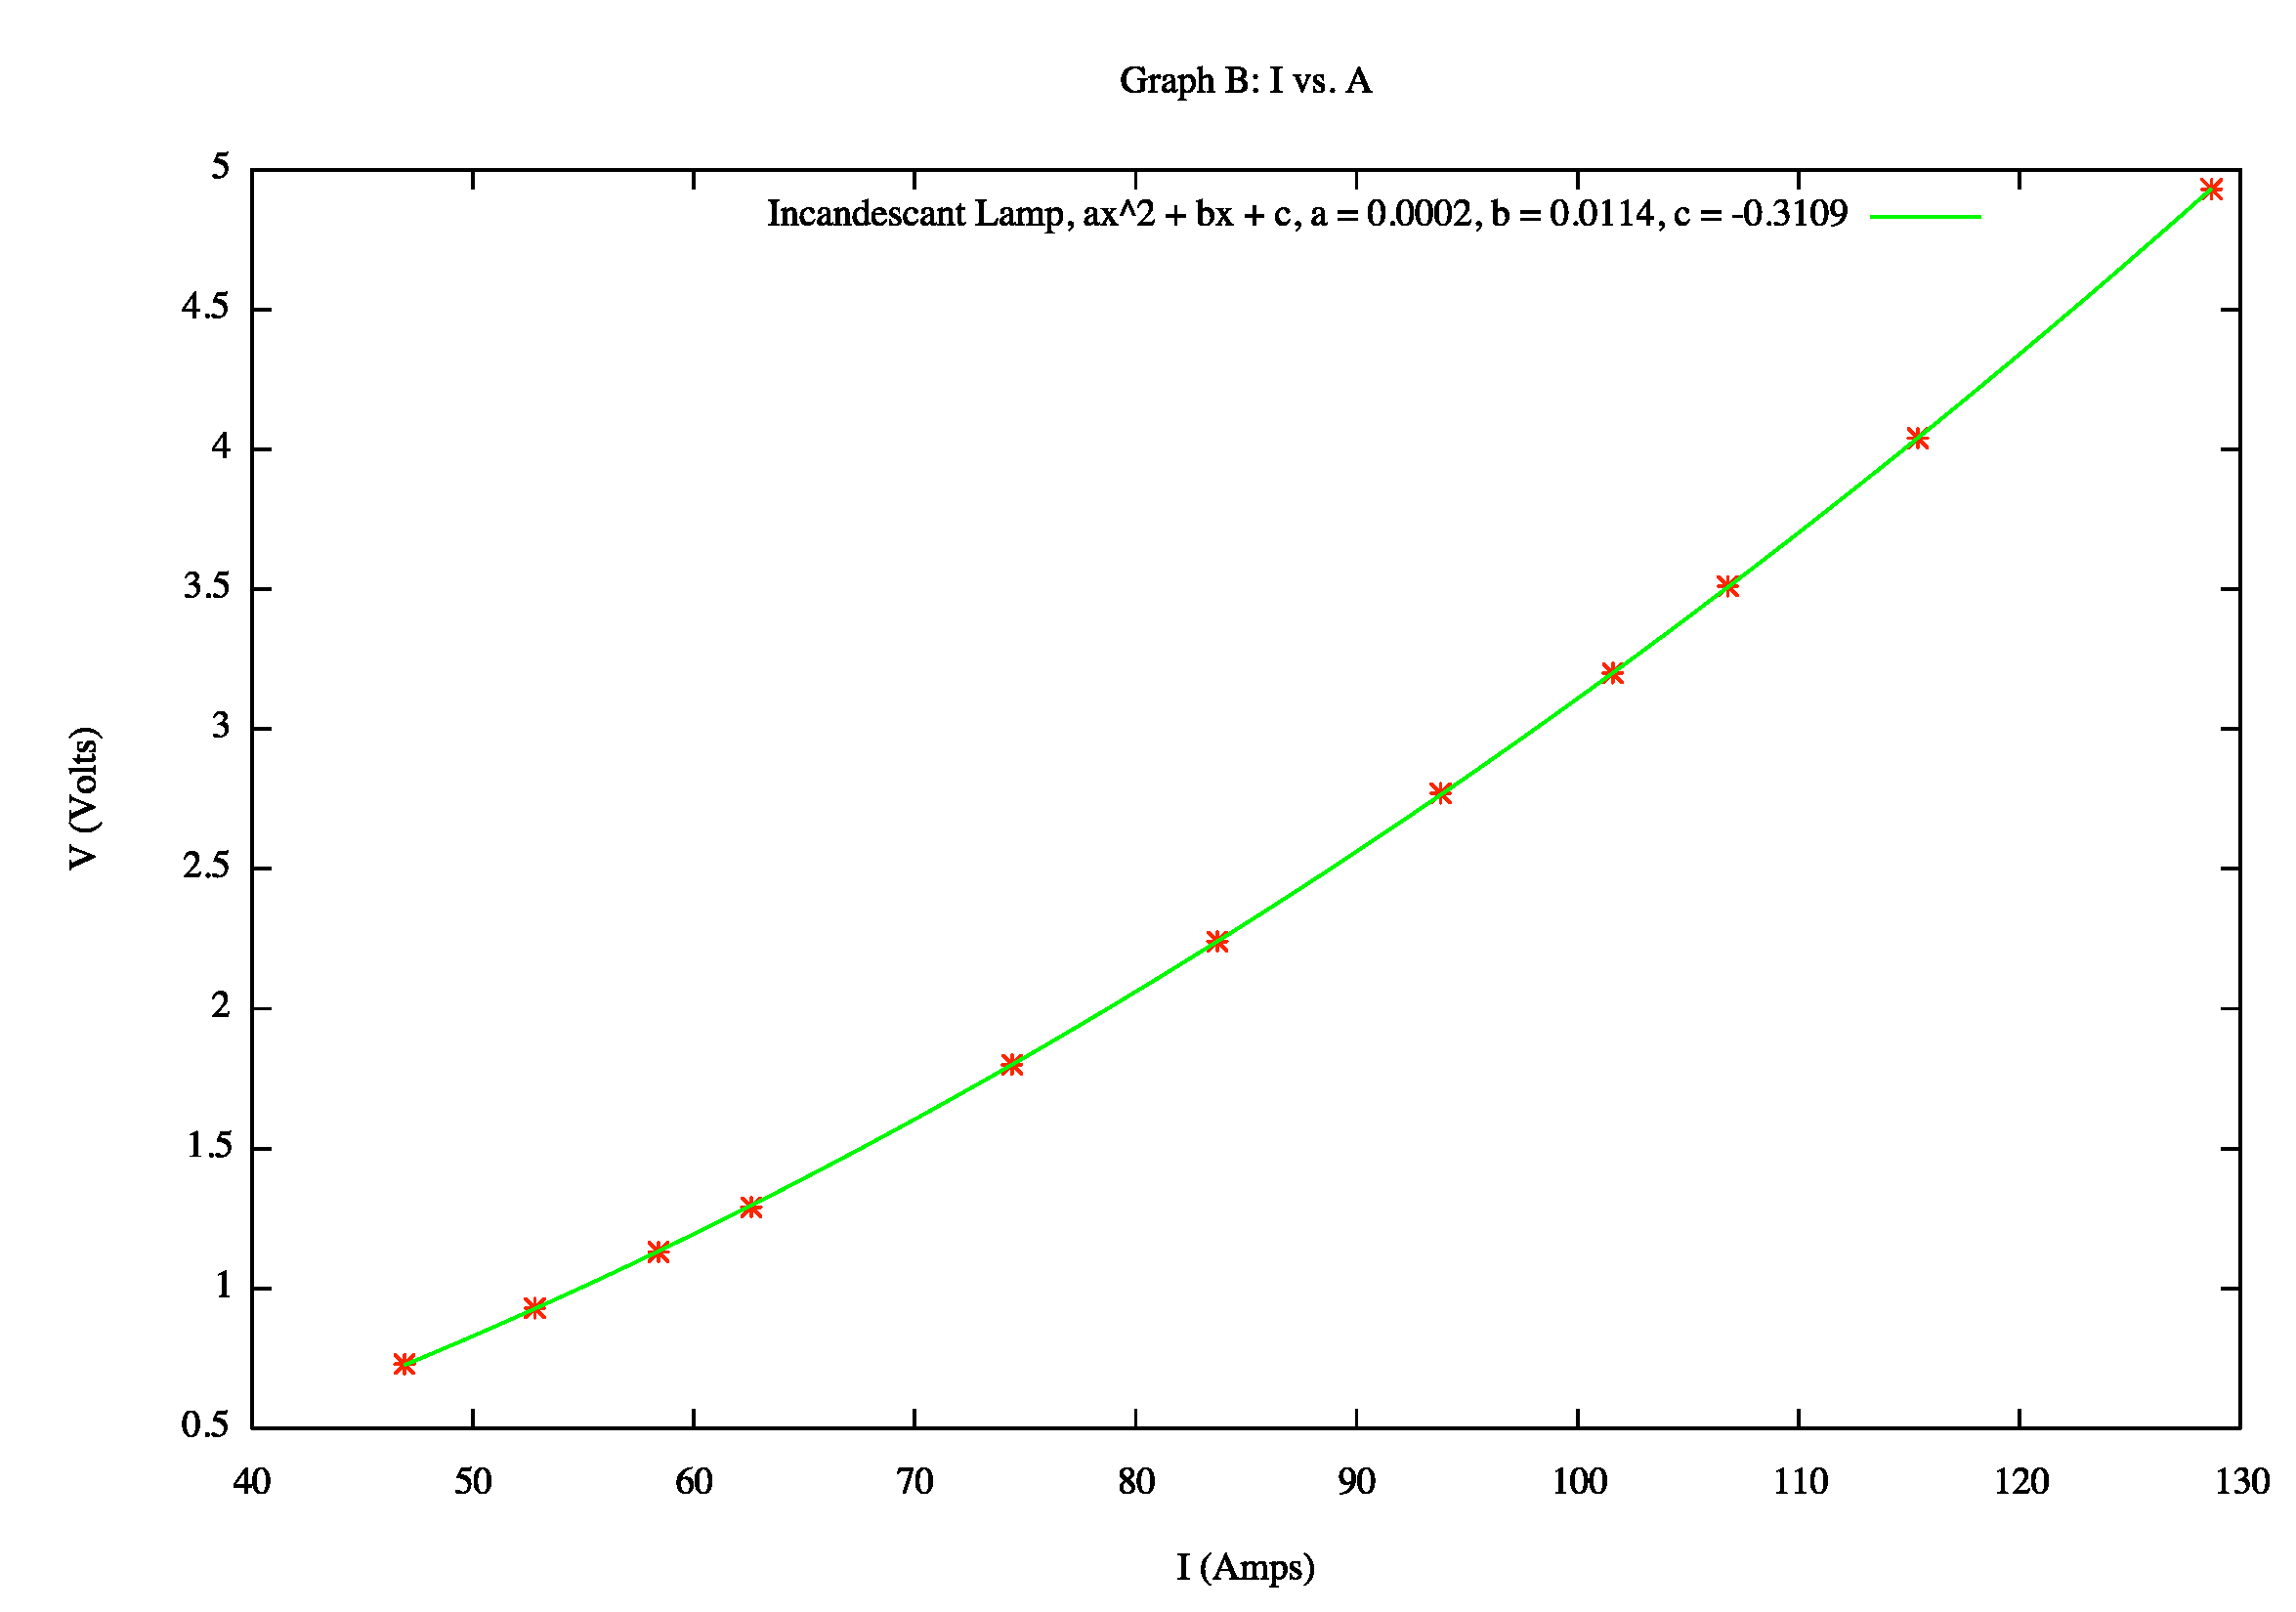 Graph B: I vs. A
Incandescant Lamp, ax^2 + bx + c, a = 0.0002, b = 0.0114, c = -0.3109
5
4.5
4
3.5
3
2.5
2
1.5
1
0.5
V (Volts)
40 50 60 70 80 90 100 110 120 130
I (Amps)